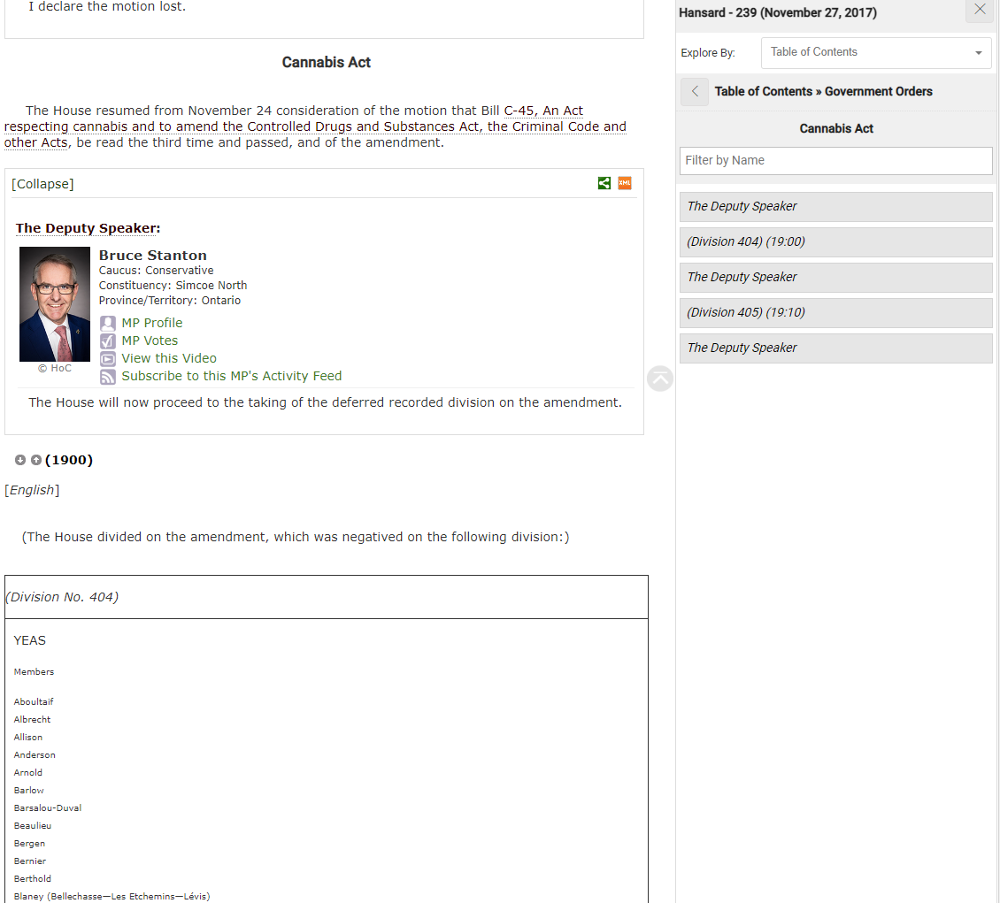 I declare the motion lost.
Cannabis Act
The House resumed from November 24 consideration of the motion that Bill C-45, An Act
respecting cannabis and to amend the Controlled Drugs and Substances Act, the Criminal Code and
other Acts, be read the third time and passed, and of the amendment.
[Collapse]
XML
The Deputy Speaker:
Bruce Stanton
Caucus: Conservative
Constituency: Simcoe North
Province/Territory: Ontario
MP Profile
MP Votes
View this Video
Subscribe to this MP's Activity Feed
© HoC
The House will now proceed to the taking of the deferred recorded division on the amendment.
(1900)
[English]
(The House divided on the amendment, which was negatived on the following division:)
(Division No. 404)
YEAS
Members
Aboultaif
Albrecht
Allison
Anderson
Arnold
Barlow
Barsalou-Duval
Beaulieu
Bergen
Bernier
Berthold
Blaney (Bellechasse—Les Etchemins—Lévis)
Hansard - 239 (November 27, 2017)
Explore By:
Table of Contents
Table of Contents » Government Orders
Cannabis Act
Filter by Name
The Deputy Speaker
(Division 404) (19:00)
The Deputy Speaker
(Division 405) (19:10)
The Deputy Speaker